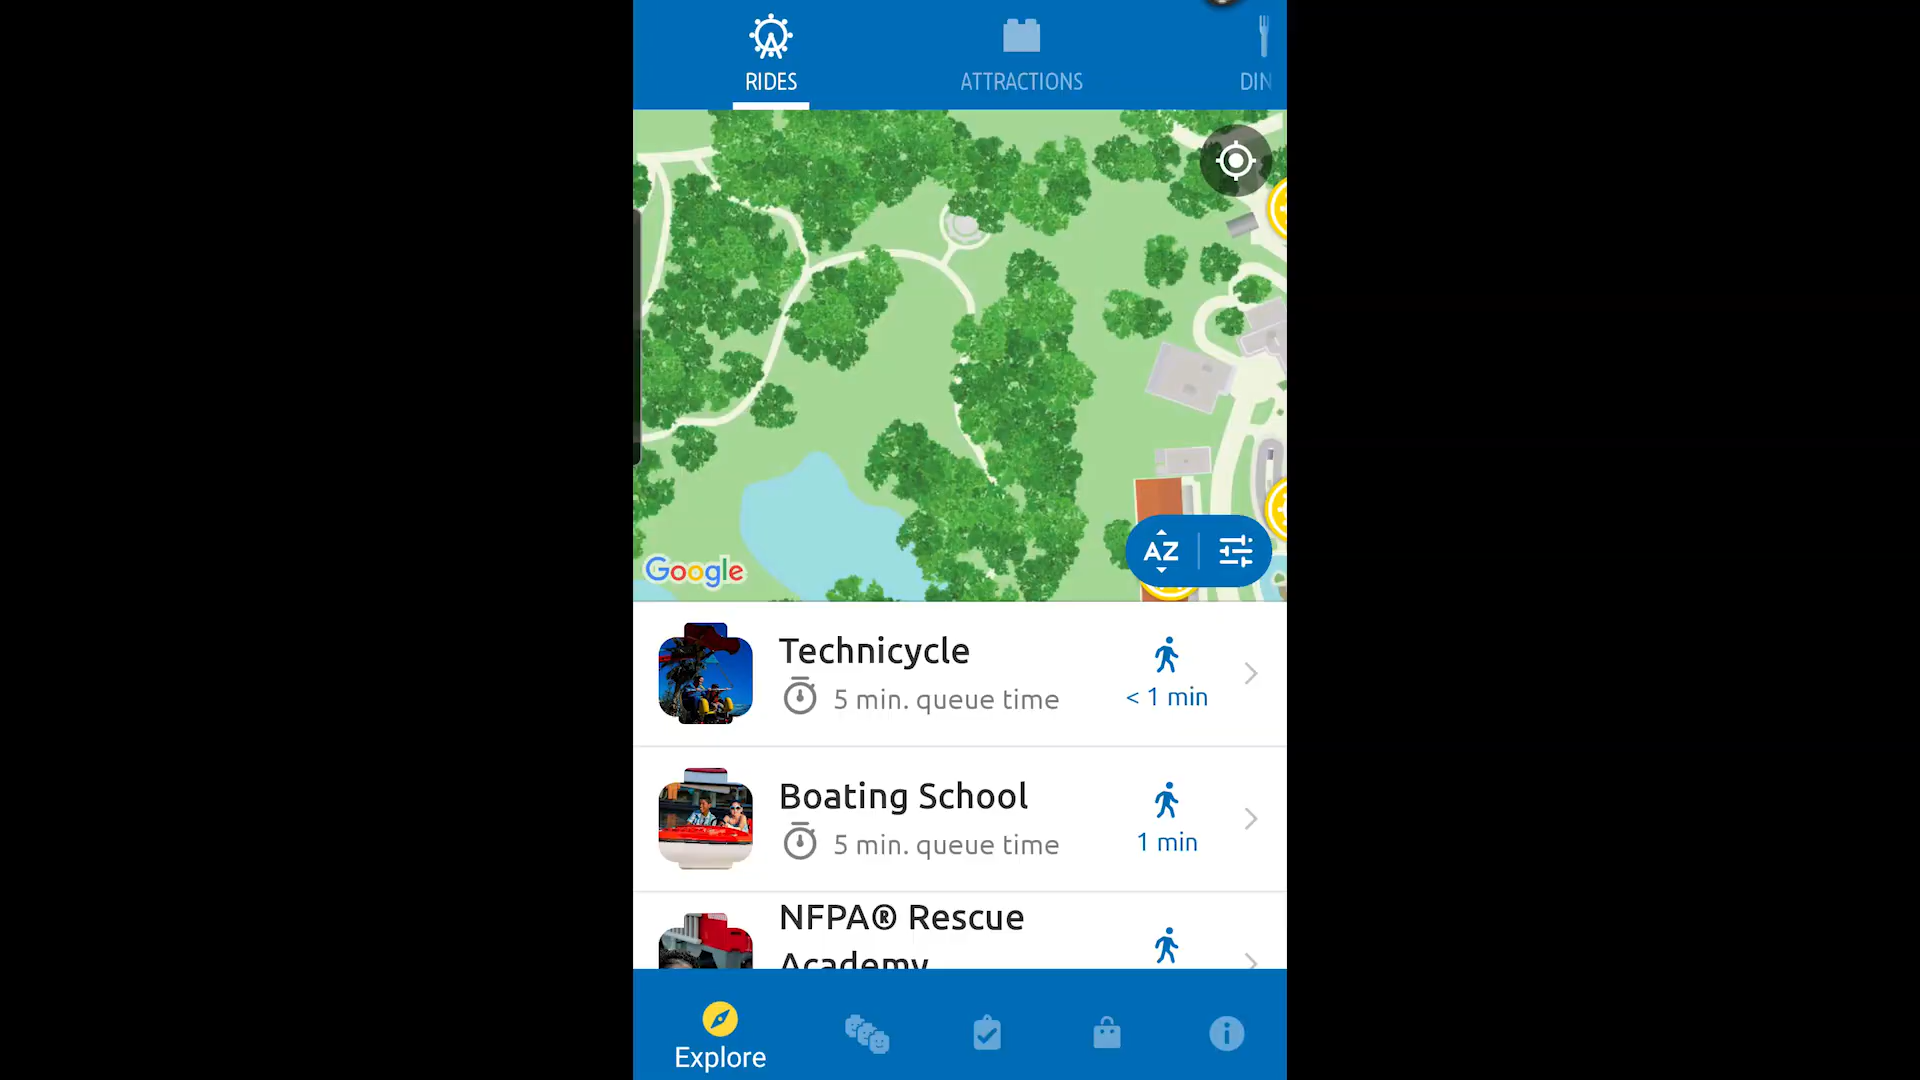 RIDES
ATTRACTIONS
DIN
AZ
Google
Technicycle
5 min. queue time
< 1 min
Boating School
5 min. queue time
1 min
NFPA® Rescue
Academy
Explore